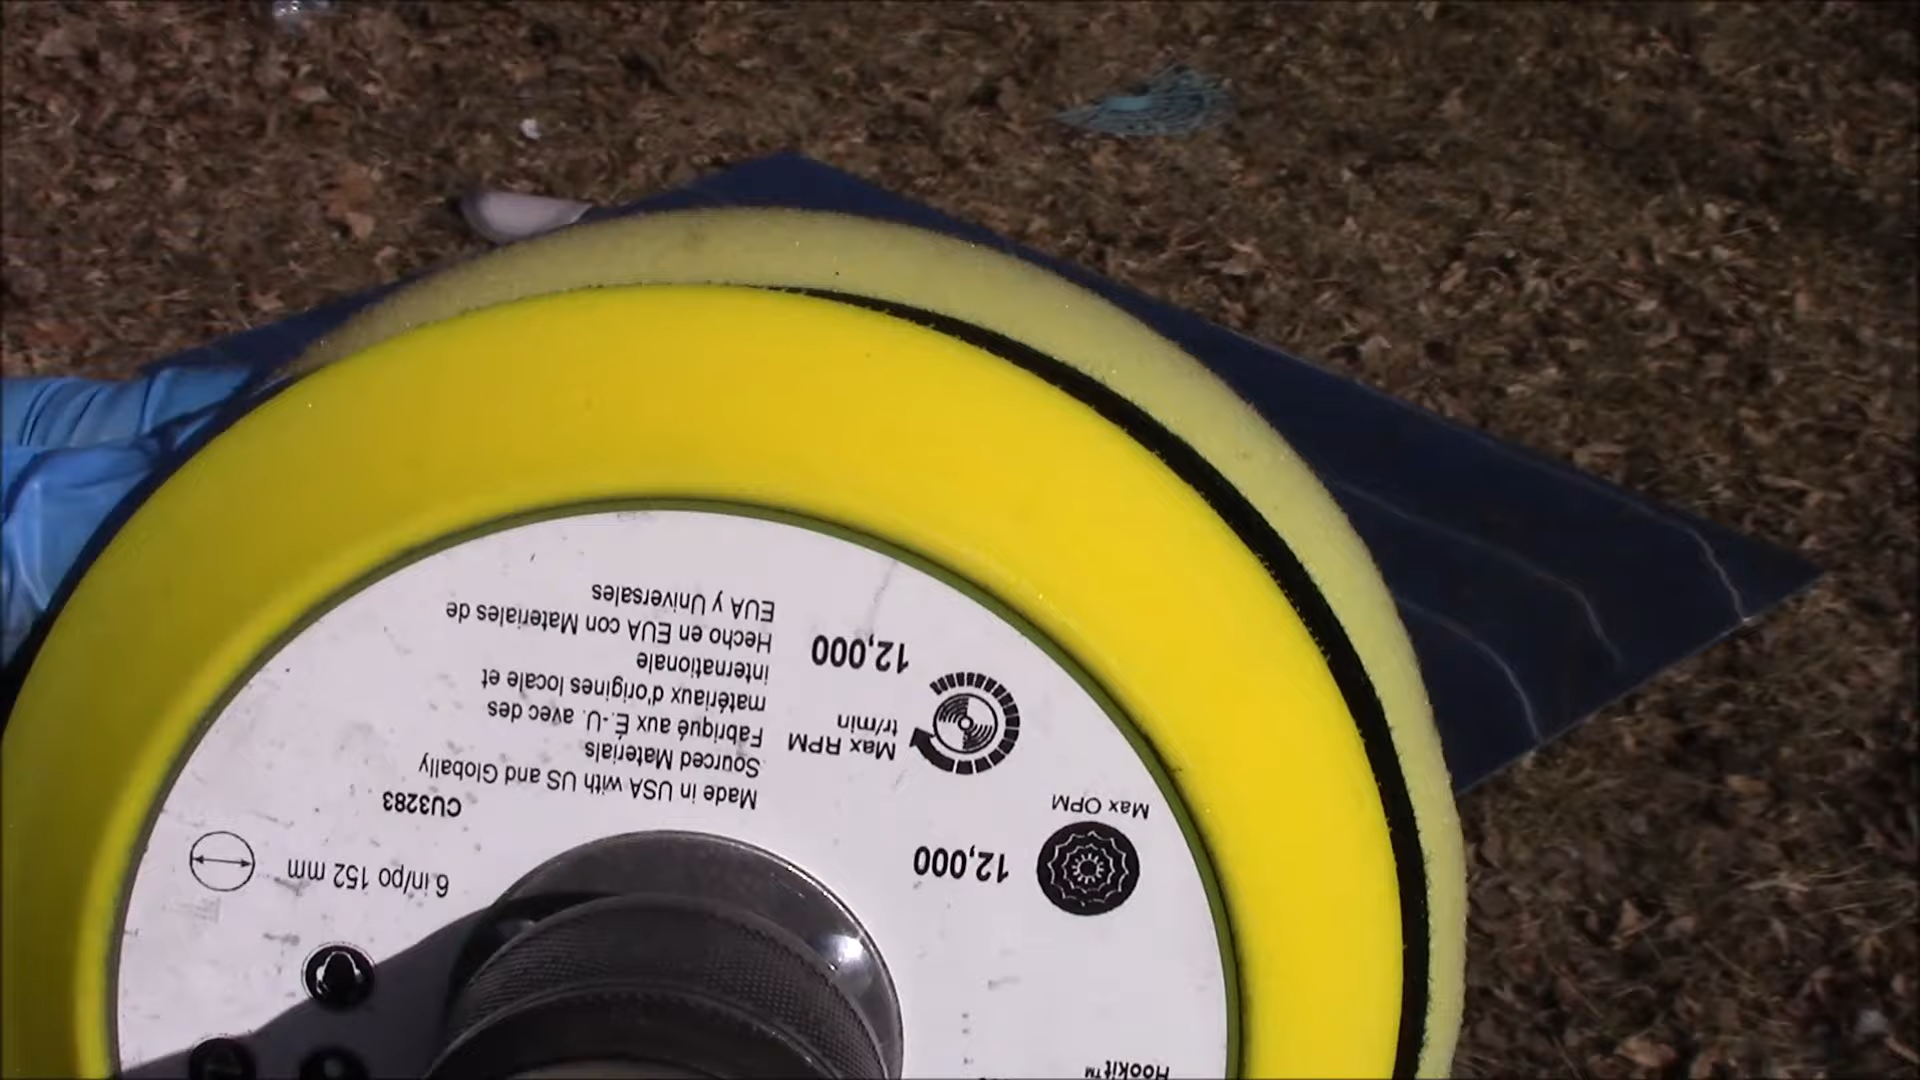 Hookit™
Max OPM
12,000
Max RPM
tr/min
12,000
6 in/po 152 mm
CU3283
Made in USA with US and Globally
Sourced Materials
Fabriqué aux É.-U. avec des
matériaux d'origines locale et
internationale
Hecho en EUA con Materiales de
EUA y Universales